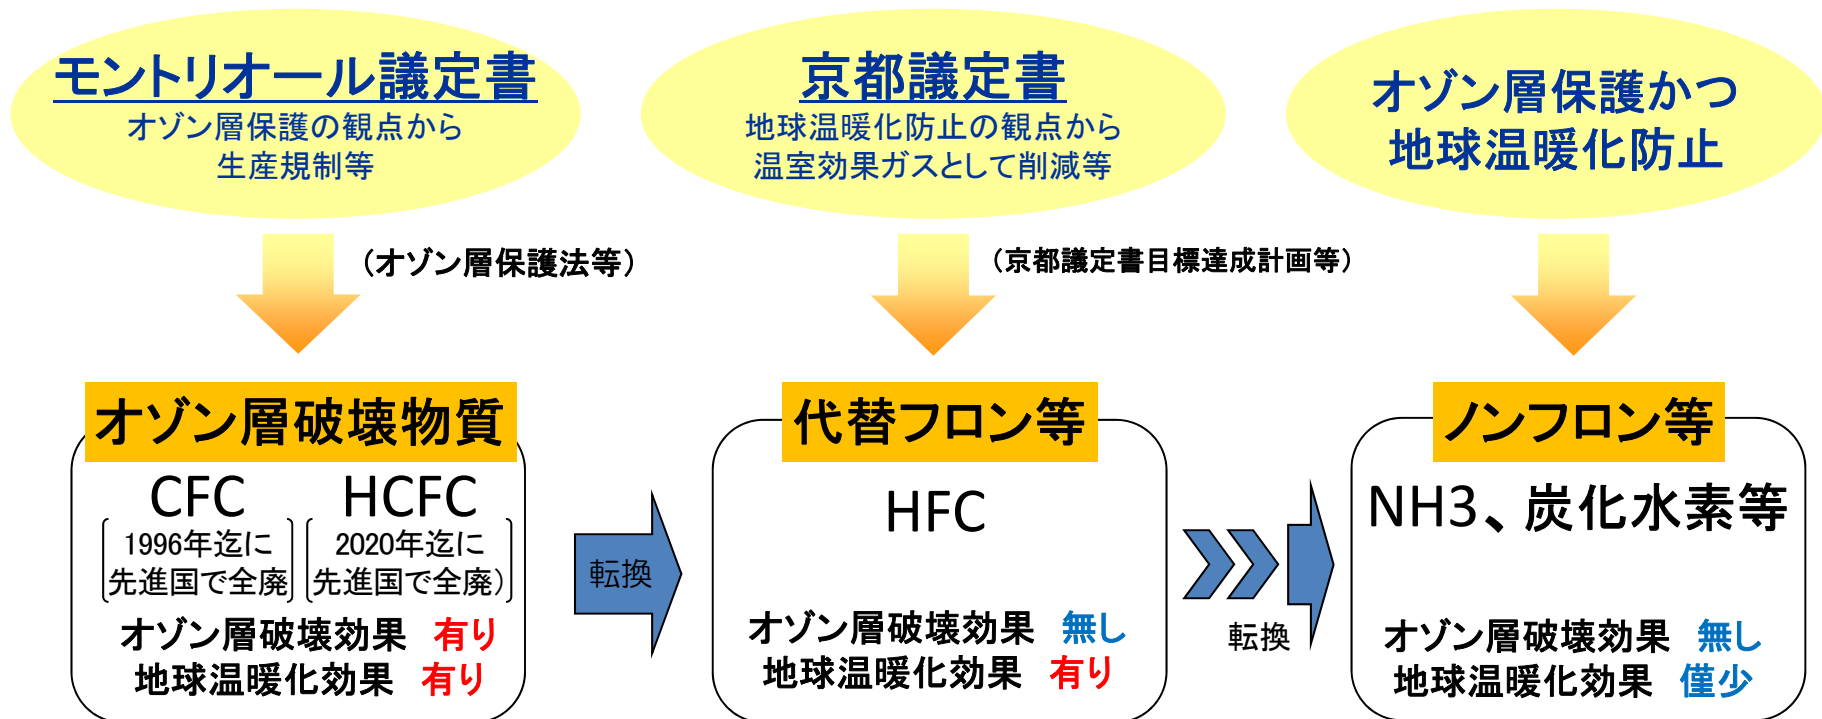 モントリオール議定書
オゾン層保護の観点から
生産規制等
京都議定書
地球温暖化防止の観点から
温室効果ガスとして削減等
オゾン層保護かつ
地球温暖化防止
（オゾン層保護法等）
（京都議定書目標達成計画等）
オゾン層破壊物質
CFC
1996年迄に
先進国で全廃
HCFC
2020年迄に
先進国で全廃）
オゾン層破壊効果　有り
地球温暖化効果　有り
転換
代替フロン等
HFC
オゾン層破壊効果　無し
地球温暖化効果　有り
転換
ノンフロン等
NH3、炭化水素等
オゾン層破壊効果　無し
地球温暖化効果　僅少